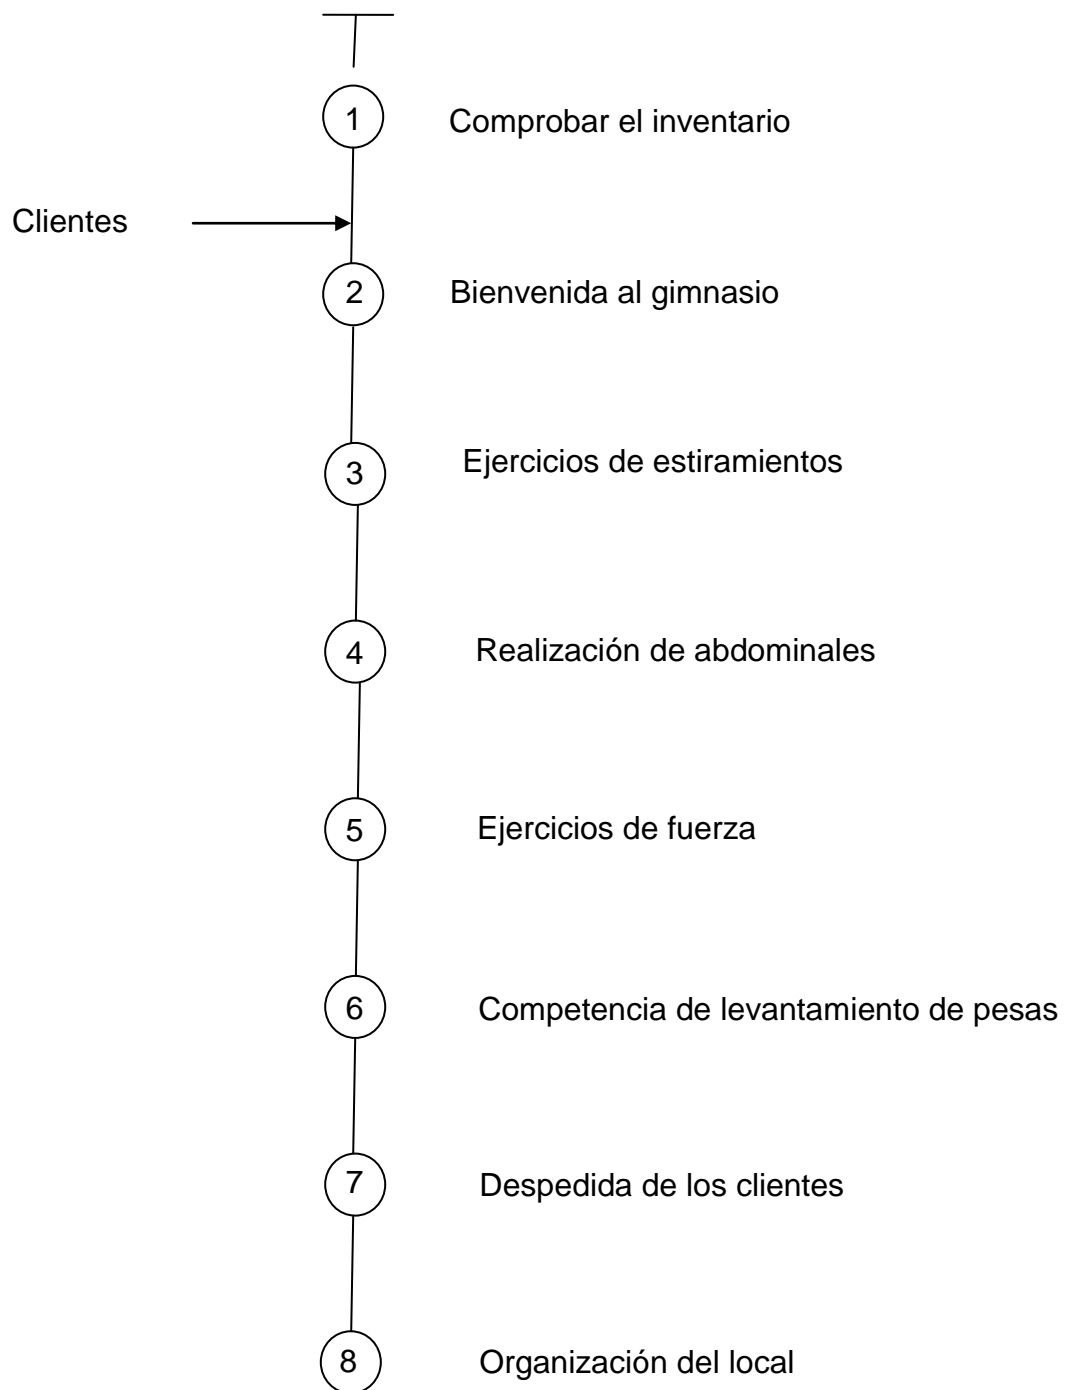 1 Comprobar el inventario
Clientes
2 Bienvenida al gimnasio
3 Ejercicios de estiramientos
4 Realización de abdominales
5 Ejercicios de fuerza
6 Competencia de levantamiento de pesas
7 Despedida de los clientes
8 Organización del local